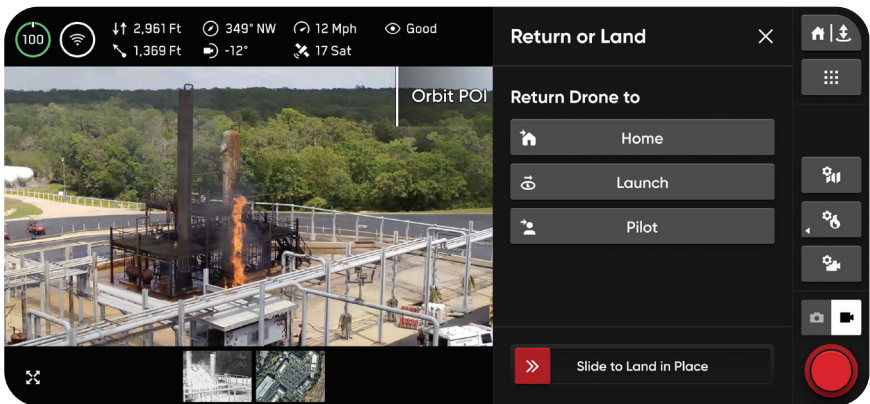 100
2,961 Ft 349° NW 12 Mph Good
1,369 Ft -12° 17 Sat
Orbit POI
Return or Land
Return Drone to
Home
Launch
Pilot
Slide to Land in Place